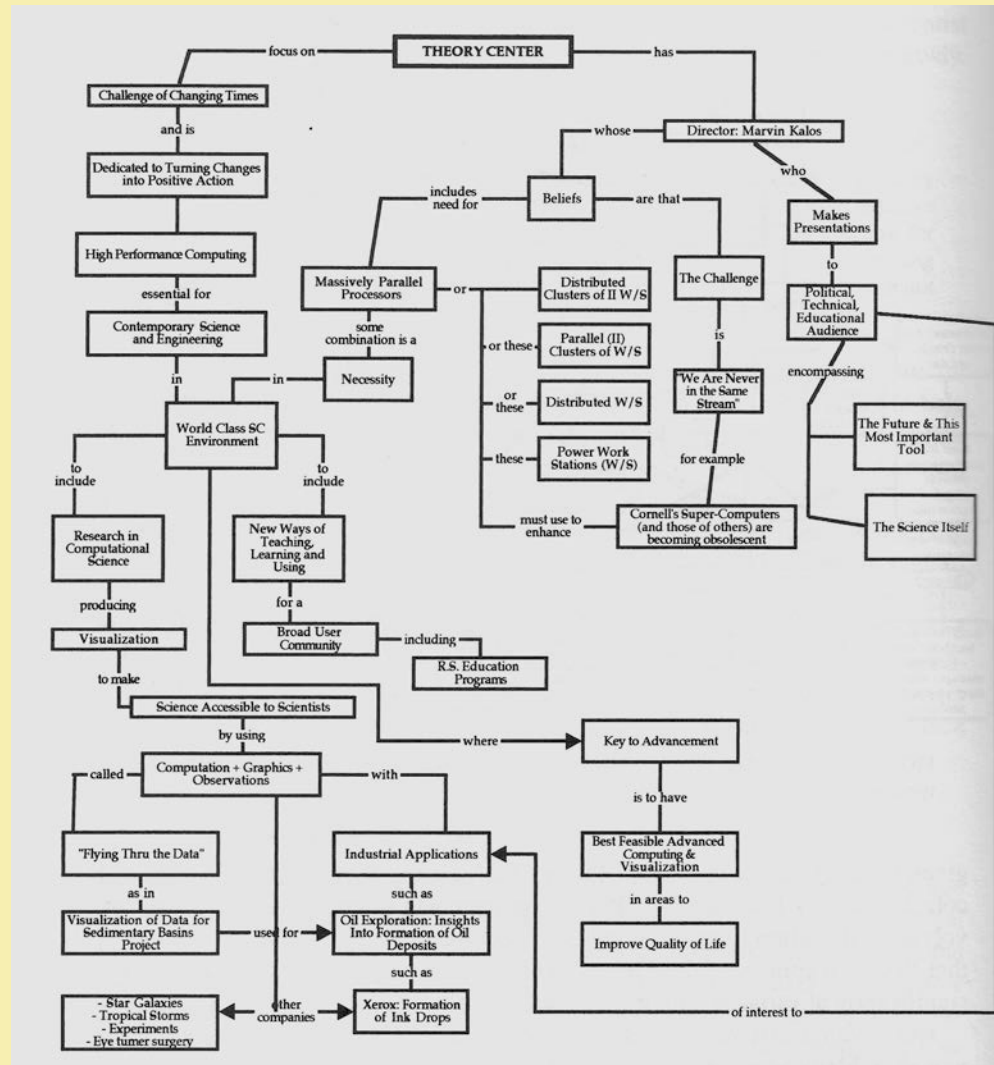 THEORY CENTER
focus on
has
Challenge of Changing Times
and is
Dedicated to Turning Changes
into Positive Action
High Performance Computing
essential for
Contemporary Science
and Engineering
in
World Class SC
Environment
whose
Director: Marvin Kalos
who
Makes
Presentations
to
Political,
Technical,
Educational
Audience
encompassing
The Future & This
Most Important
Tool
The Science Itself
Beliefs
includes
need for
are that
Massively Parallel
Processors
some
combination is a
Necessity
in
or
Distributed
Clusters of II W/S
or these
Parallel (II)
Clusters of W/S
or
these
Distributed W/S
these
Power Work
Stations (W/S)
must use to
enhance
The Challenge
is
"We Are Never
in the Same
Stream"
for example
Cornell's Super-Computers
(and those of others) are
becoming obsolescent
to
include
Research in
Computational
Science
producing
Visualization
to make
Science Accessible to Scientists
to
include
New Ways of
Teaching,
Learning and
Using
for a
Broad User
Community
including
R.S. Education
Programs
by using
Computation + Graphics +
Observations
called
with
"Flying Thru the Data"
as in
Visualization of Data for
Sedimentary Basins
Project
used for
Industrial Applications
such as
Oil Exploration: Insights
Into Formation of Oil
Deposits
such as
Xerox: Formation
of Ink Drops
other
companies
- Star Galaxies
- Tropical Storms
- Experiments
- Eye tumer surgery
where
Key to Advancement
is to have
Best Feasible Advanced
Computing &
Visualization
in areas to
Improve Quality of Life
of interest to